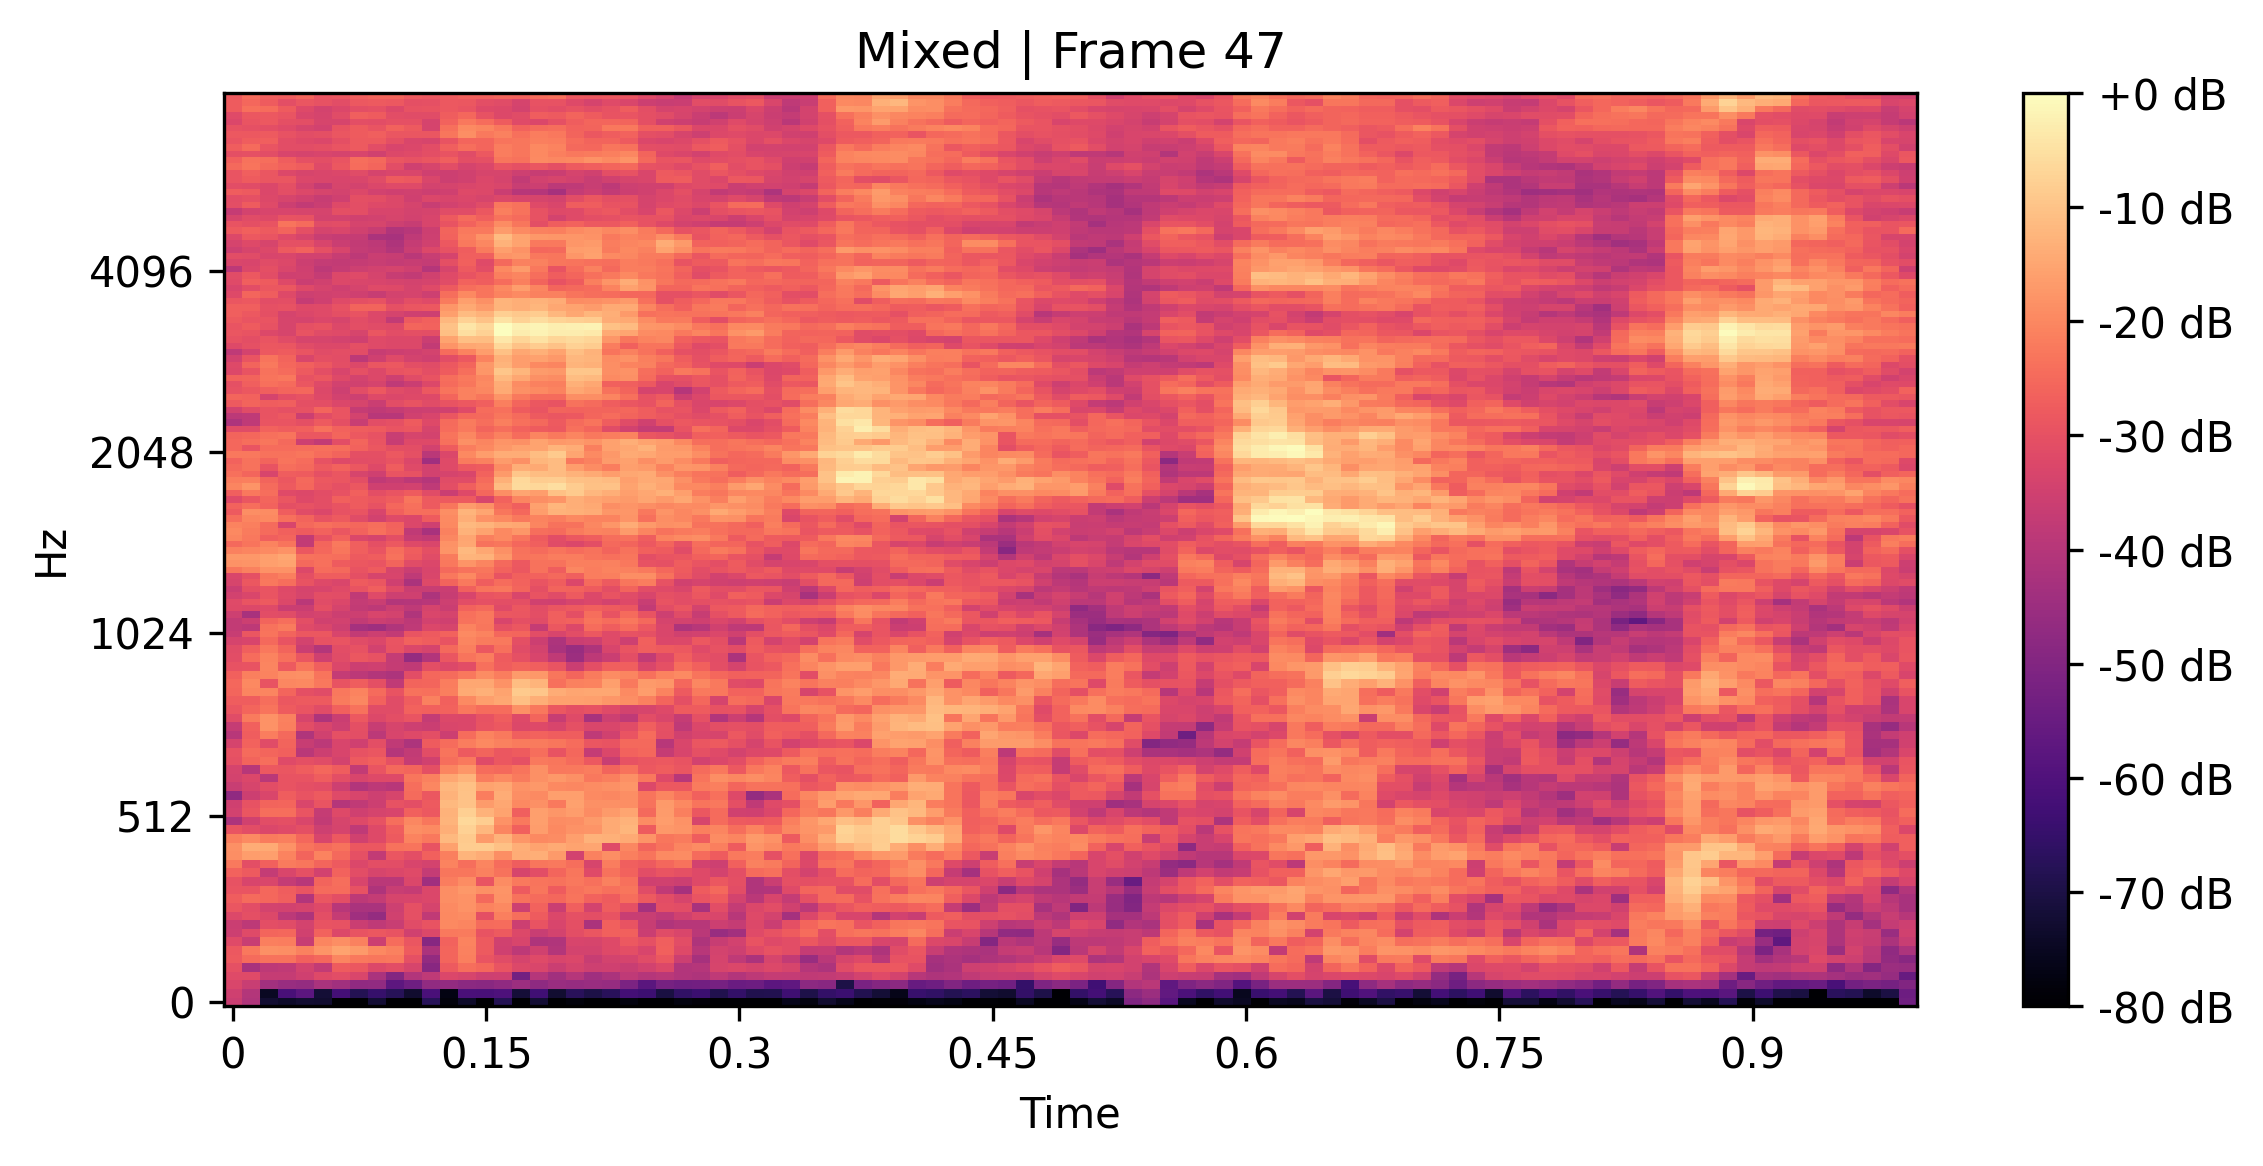 Mixed | Frame 47
Hz
4096
2048
1024
512
0
0 0.15 0.3 0.45 0.6 0.75 0.9
Time
+0 dB
-10 dB
-20 dB
-30 dB
-40 dB
-50 dB
-60 dB
-70 dB
-80 dB